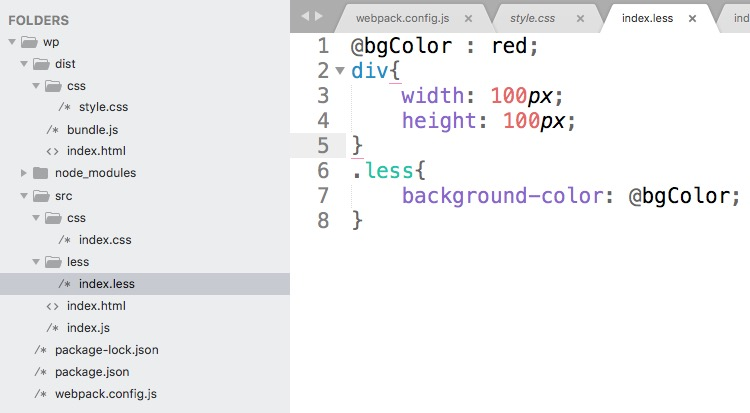 FOLDERS
wp
dist
css
/* style.css
/* bundle.js
<> index.html
node_modules
src
css
/* index.css
less
/* index.less
<> index.html
/* index.js
/* package-lock.json
/* package.json
/* webpack.config.js
webpack.config.js × style.css × index.less × ind
1 @bgColor : red;
2 div{
3 width: 100px;
4 height: 100px;
5 }
6 .less{
7 background-color: @bgColor;
8 }